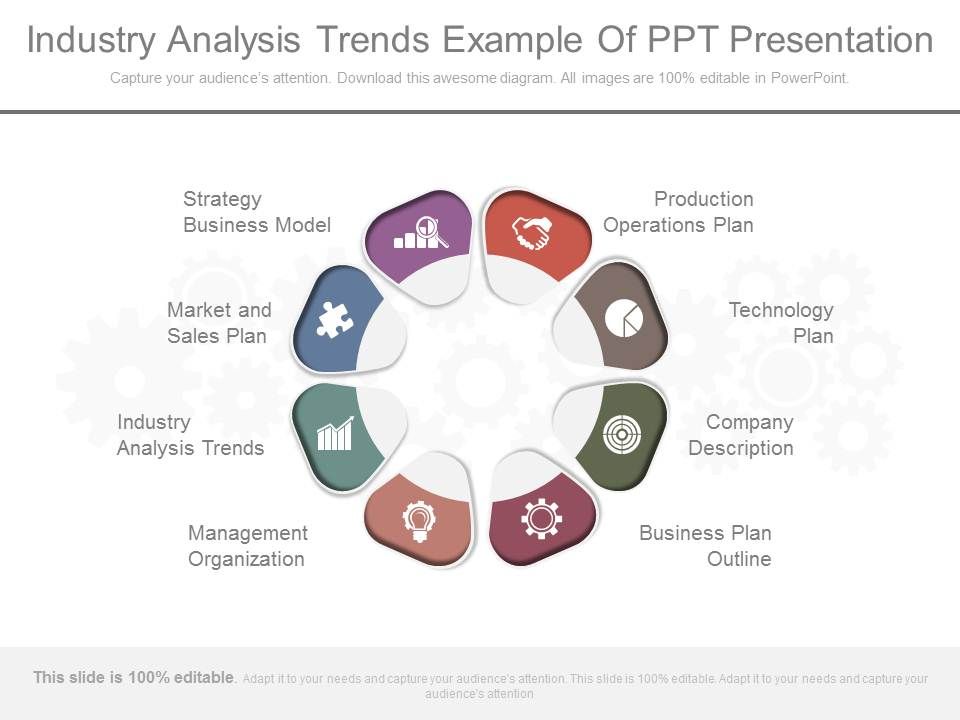 Industry Analysis Trends Example Of PPT Presentation
Capture your audience's attention. Download this awesome diagram. All images are 100% editable in PowerPoint.
Strategy
Business Model
Production
Operations Plan
Market and
Sales Plan
Technology
Plan
Industry
Analysis Trends
Company
Description
Management
Organization
Business Plan
Outline
This slide is 100% editable. Adapt it to your needs and capture your audience's attention. This slide is 100% editable. Adapt it to your needs and capture your
audience's attention